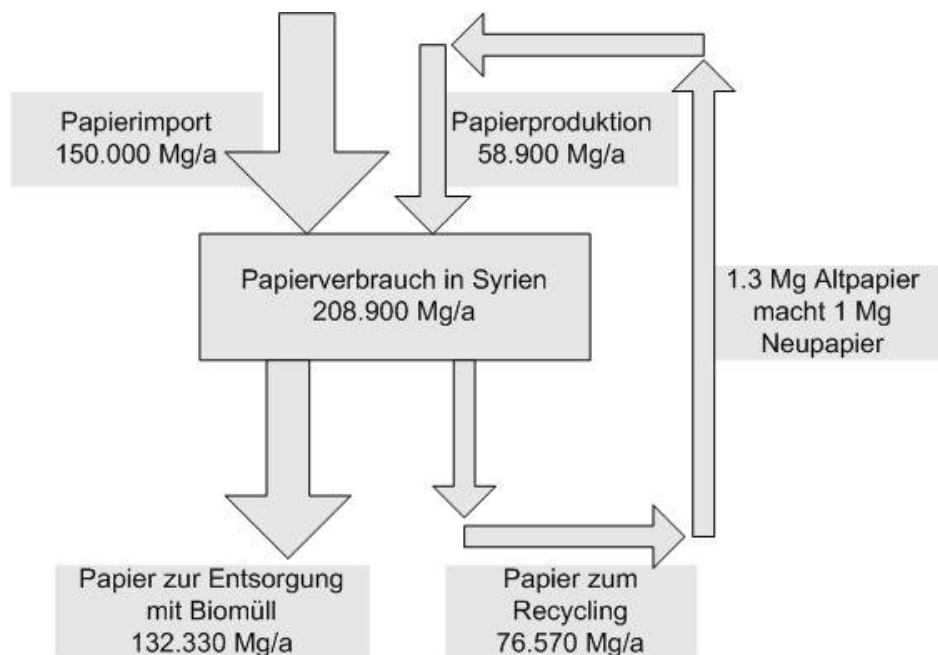 Papierimport
150.000 Mg/a
Papierproduktion
58.900 Mg/a
Papierverbrauch in Syrien
208.900 Mg/a
1.3 Mg Altpapier
macht 1 Mg
Neupapier
Papier zur Entsorgung
mit Biomüll
132.330 Mg/a
Papier zum
Recycling
76.570 Mg/a